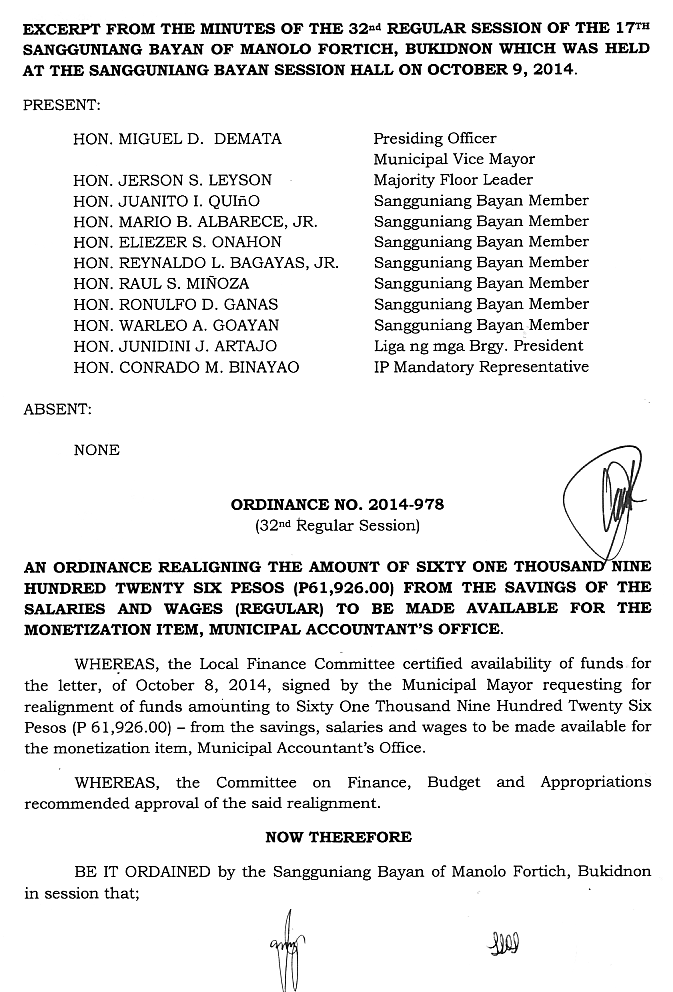 EXCERPT FROM THE MINUTES OF THE 32nd REGULAR SESSION OF THE 17TH
SANGGUNIANG BAYAN OF MANOLO FORTICH, BUKIDNON WHICH WAS HELD
AT THE SANGGUNIANG BAYAN SESSION HALL ON OCTOBER 9, 2014.
PRESENT:
HON. MIGUEL D. DEMATA Presiding Officer
Municipal Vice Mayor
HON. JERSON S. LEYSON Majority Floor Leader
HON. JUANITO I. QUIñO Sangguniang Bayan Member
HON. MARIO B. ALBARECE, JR. Sangguniang Bayan Member
HON. ELIEZER S. ONAHON Sangguniang Bayan Member
HON. REYNALDO L. BAGAYAS, JR. Sangguniang Bayan Member
HON. RAUL S. MIÑOZA Sangguniang Bayan Member
HON. RONULFO D. GANAS Sangguniang Bayan Member
HON. WARLEO A. GOAYAN Sangguniang Bayan Member
HON. JUNIDINI J. ARTAJO Liga ng mga Brgy. President
HON. CONRADO M. BINAYAO IP Mandatory Representative
ABSENT:
NONE
ORDINANCE NO. 2014-978
(32nd Regular Session)
AN ORDINANCE REALIGNING THE AMOUNT OF SIXTY ONE THOUSAND NINE
HUNDRED TWENTY SIX PESOS (P61,926.00) FROM THE SAVINGS OF THE
SALARIES AND WAGES (REGULAR) TO BE MADE AVAILABLE FOR THE
MONETIZATION ITEM, MUNICIPAL ACCOUNTANT'S OFFICE.
WHEREAS, the Local Finance Committee certified availability of funds for
the letter, of October 8, 2014, signed by the Municipal Mayor requesting for
realignment of funds amounting to Sixty One Thousand Nine Hundred Twenty Six
Pesos (P 61,926.00) – from the savings, salaries and wages to be made available for
the monetization item, Municipal Accountant's Office.
WHEREAS, the Committee on Finance, Budget and Appropriations
recommended approval of the said realignment.
NOW THEREFORE
BE IT ORDAINED by the Sangguniang Bayan of Manolo Fortich, Bukidnon
in session that;